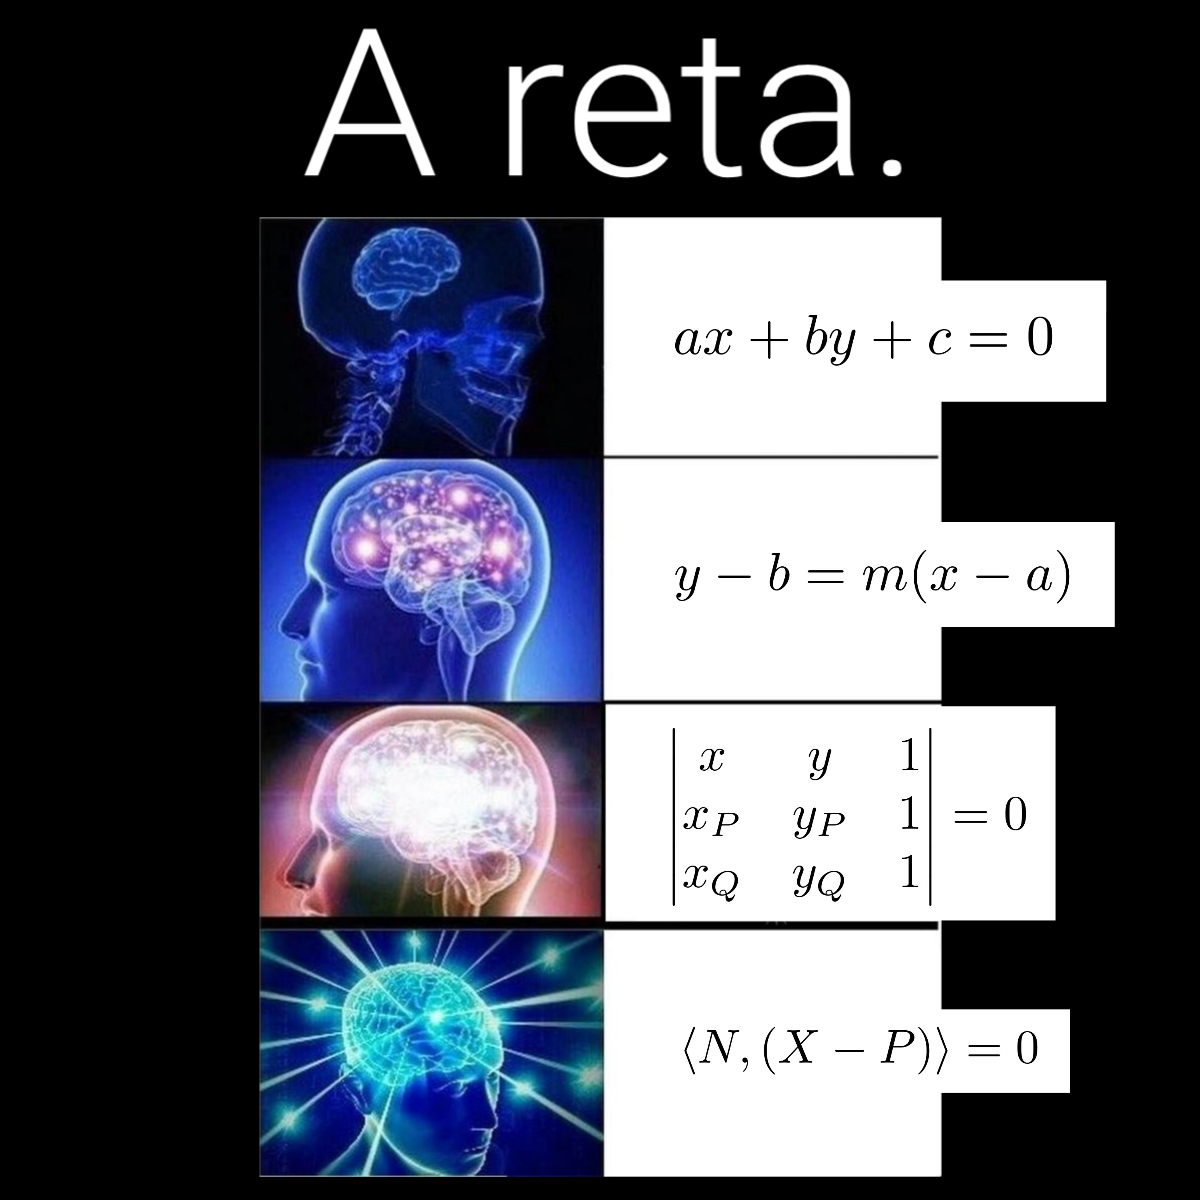 A reta.
ax + by + c = 0
y − b = m(x − a)
| x y 1 |
| x_P y_P 1 | = 0
| x_Q y_Q 1 |
⟨N, (X − P)⟩ = 0